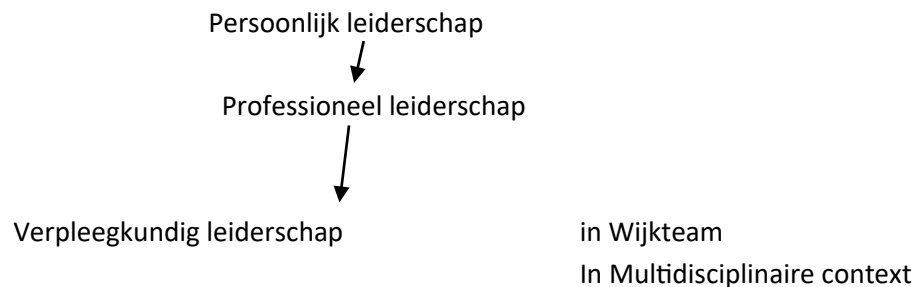 Persoonlijk leiderschap
Professioneel leiderschap
Verpleegkundig leiderschap in Wijkteam
In Multidisciplinaire context